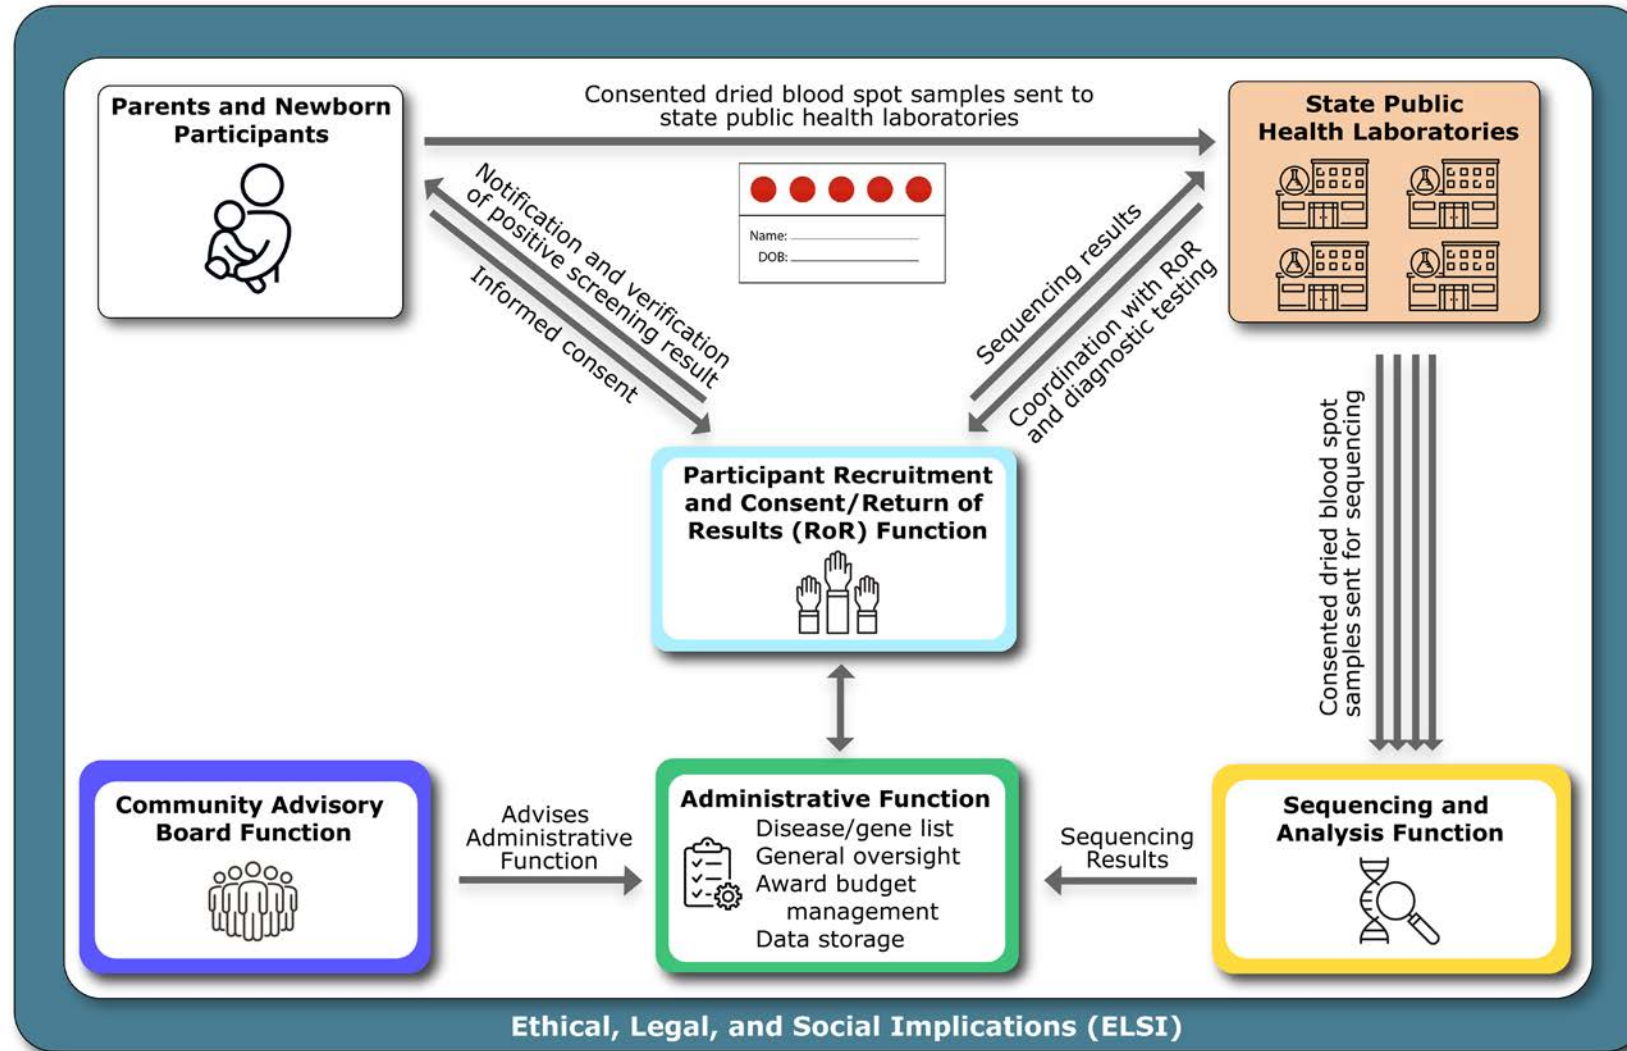 Parents and Newborn
Participants
Consented dried blood spot samples sent to
state public health laboratories
State Public
Health Laboratories
Name:
DOB:
Notification and verification
of positive screening result
Informed consent
Sequencing results
Coordination with RoR
and diagnostic testing
Consented dried blood spot
samples sent for sequencing
Participant Recruitment
and Consent/Return of
Results (RoR) Function
Community Advisory
Board Function
Advises
Administrative
Function
Administrative Function
Disease/gene list
General oversight
Award budget
management
Data storage
Sequencing
Results
Sequencing and
Analysis Function
Ethical, Legal, and Social Implications (ELSI)